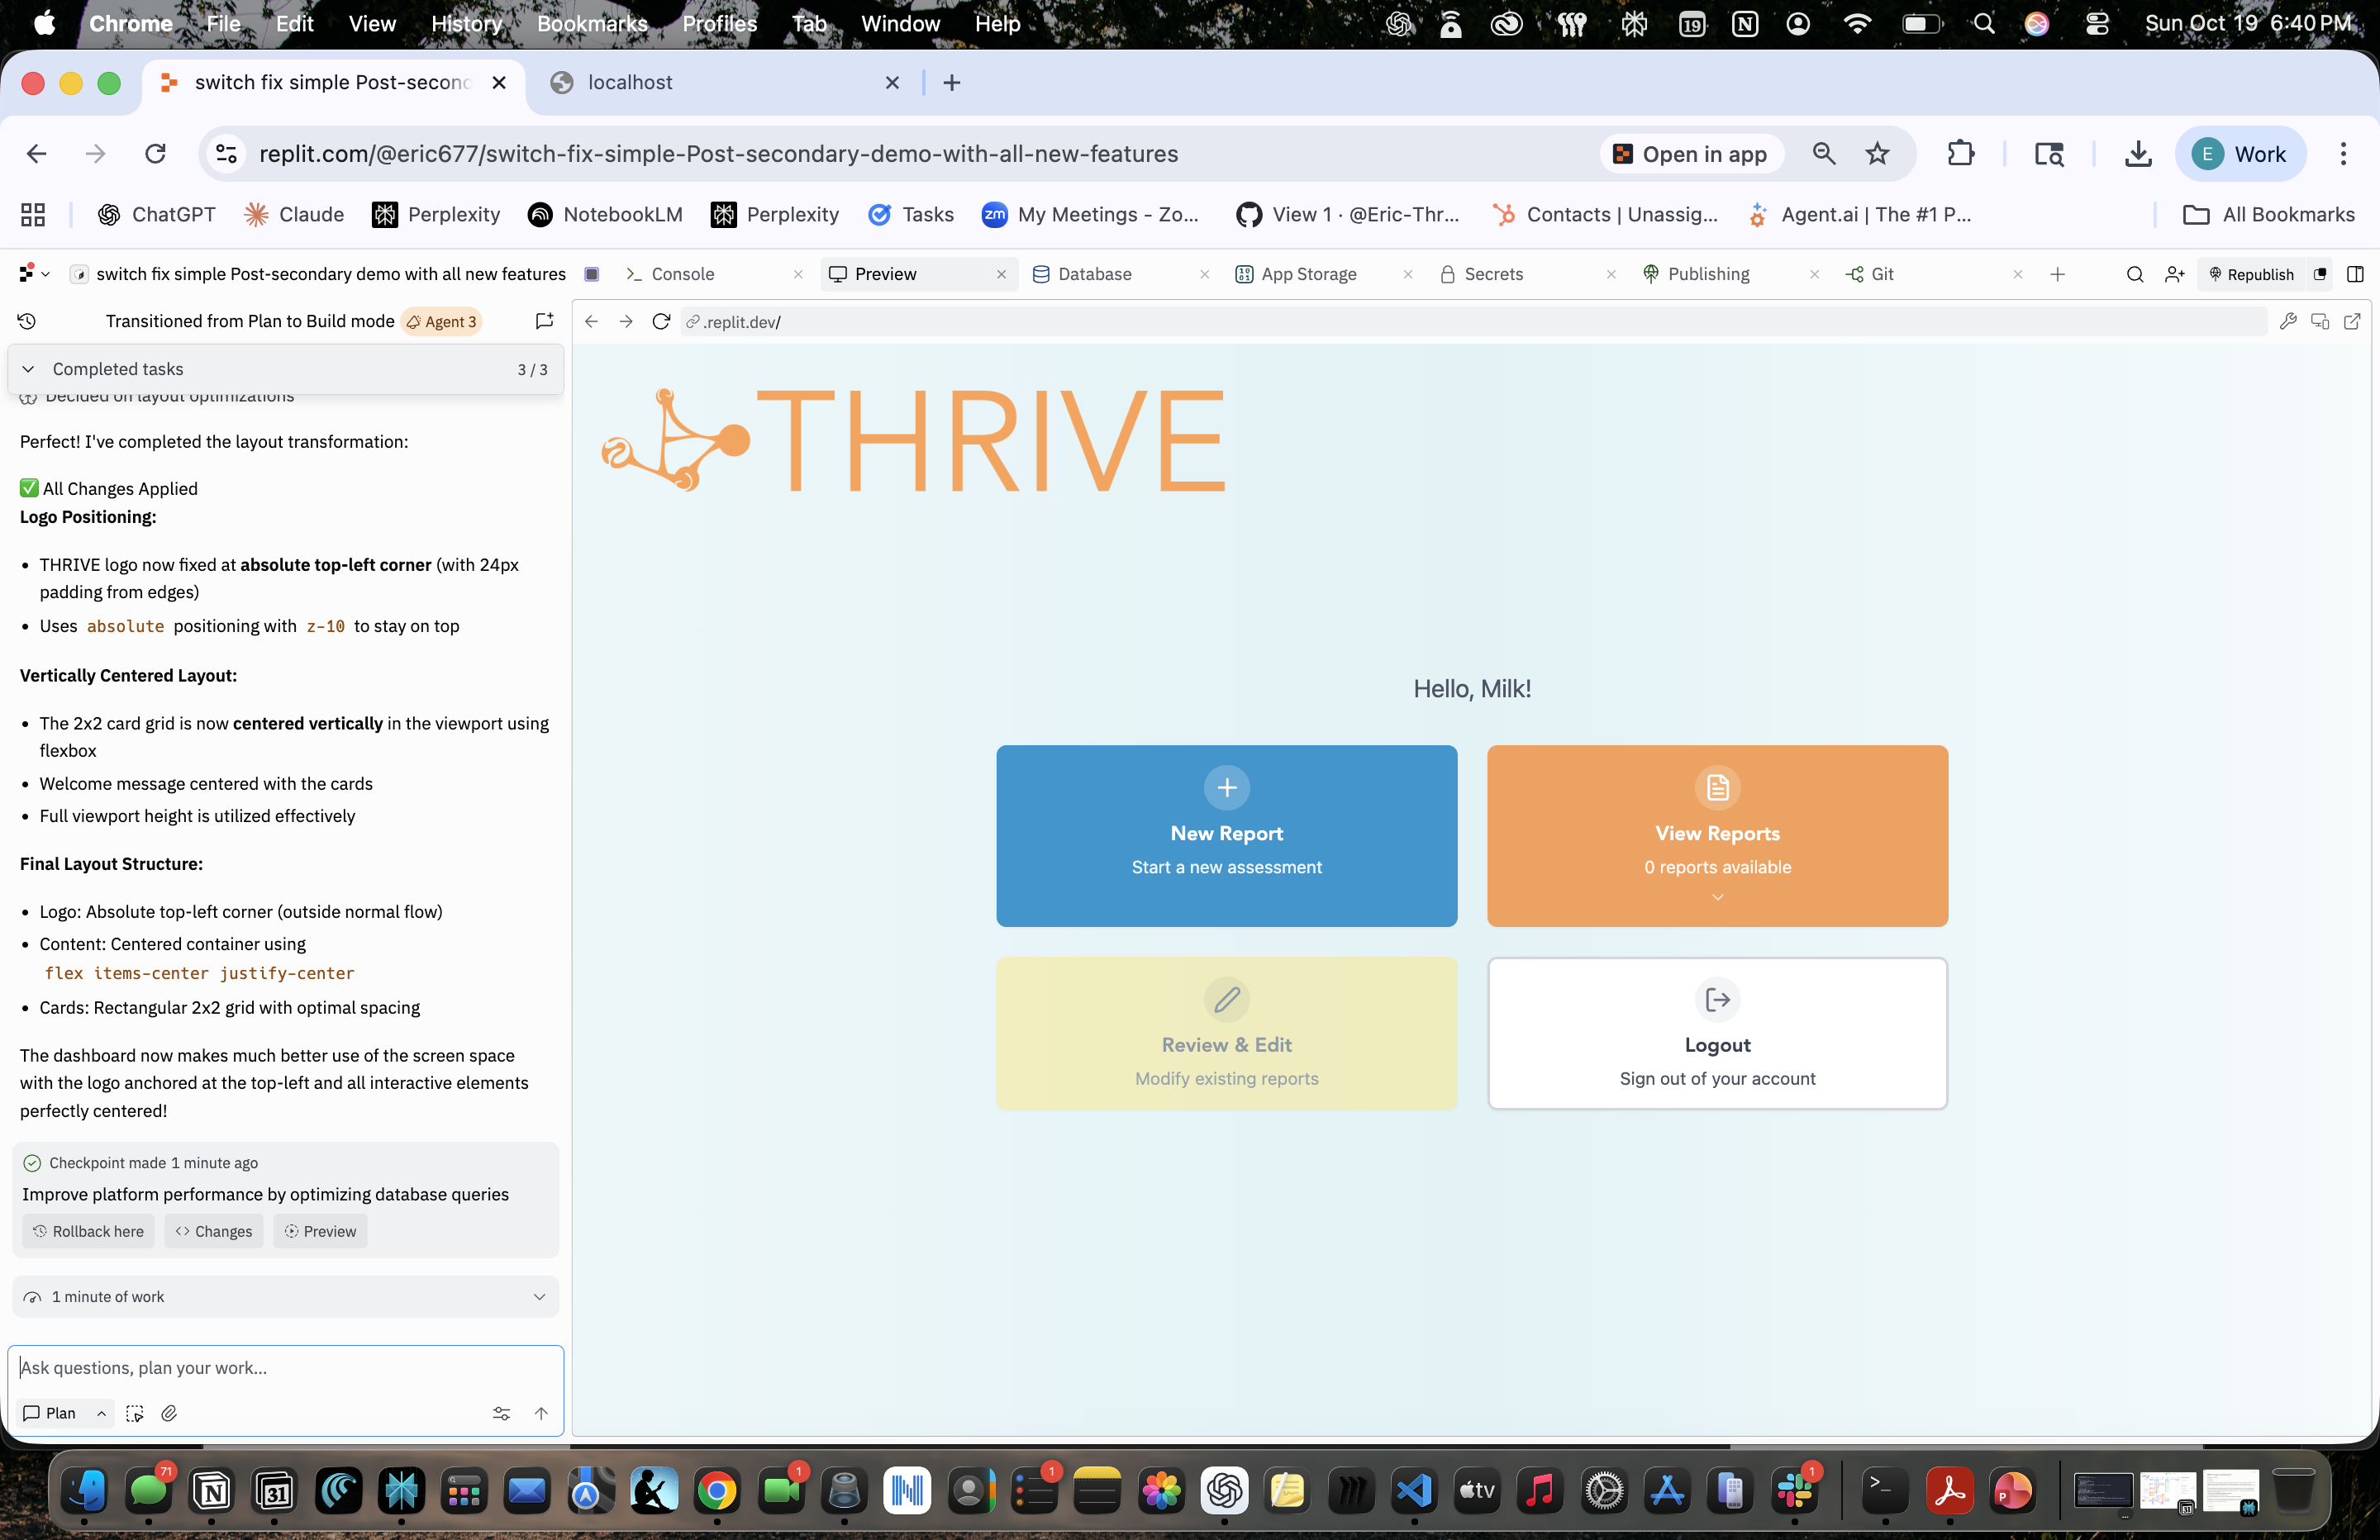 Chrome File Edit View History Bookmarks Profiles Tab Window Help 19 Sun Oct 19 6:40 PM
switch fix simple Post-second localhost
replit.com/@eric677/switch-fix-simple-Post-secondary-demo-with-all-new-features Open in app E Work
ChatGPT Claude Perplexity NotebookLM Perplexity Tasks zm My Meetings - Zo... View 1 · @Eric-Thr... Contacts | Unassig... Agent.ai | The #1 P... All Bookmarks
switch fix simple Post-secondary demo with all new features Console Preview Database App Storage Secrets Publishing Git Republish
Transitioned from Plan to Build mode Agent 3
.replit.dev/
Completed tasks 3 / 3
Decided on layout optimizations
Perfect! I've completed the layout transformation:
✅ All Changes Applied
Logo Positioning:
• THRIVE logo now fixed at absolute top-left corner (with 24px
padding from edges)
• Uses absolute positioning with z-10 to stay on top
Vertically Centered Layout:
• The 2x2 card grid is now centered vertically in the viewport using
flexbox
• Welcome message centered with the cards
• Full viewport height is utilized effectively
Final Layout Structure:
• Logo: Absolute top-left corner (outside normal flow)
• Content: Centered container using
flex items-center justify-center
• Cards: Rectangular 2x2 grid with optimal spacing
The dashboard now makes much better use of the screen space
with the logo anchored at the top-left and all interactive elements
perfectly centered!
Checkpoint made 1 minute ago
Improve platform performance by optimizing database queries
Rollback here Changes Preview
1 minute of work
Ask questions, plan your work...
Plan
THRIVE
Hello, Milk!
New Report
Start a new assessment
View Reports
0 reports available
Review & Edit
Modify existing reports
Logout
Sign out of your account
71 31 1 1 tv 1